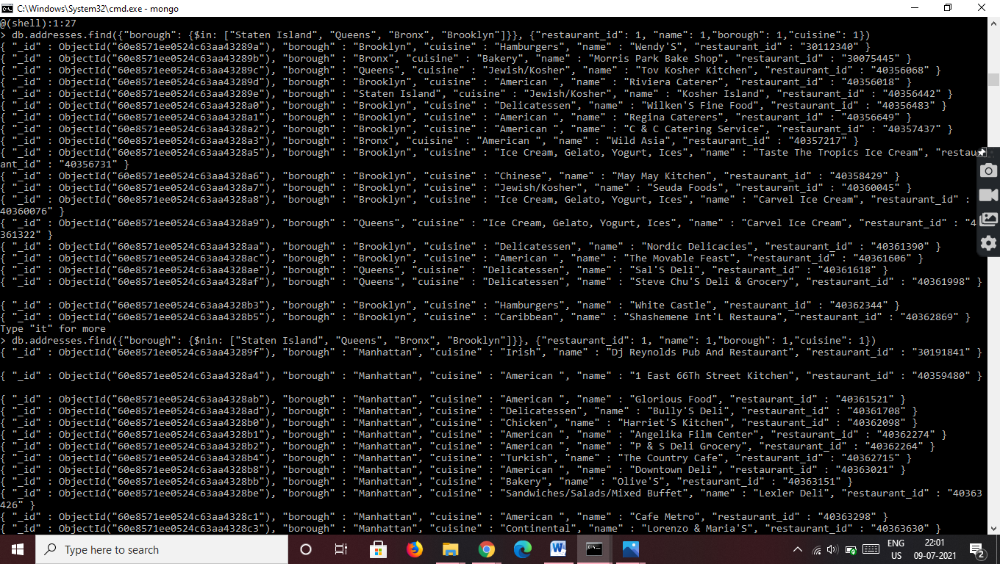 C:\Windows\System32\cmd.exe - mongo
@(shell):1:27
> db.addresses.find({"borough": {$in: ["Staten Island", "Queens", "Bronx", "Brooklyn"]}}, {"restaurant_id": 1, "name": 1,"borough": 1,"cuisine": 1})
{ "_id" : ObjectId("60e8571ee0524c63aa43289a"), "borough" : "Brooklyn", "cuisine" : "Hamburgers", "name" : "Wendy'S", "restaurant_id" : "30112340" }
{ "_id" : ObjectId("60e8571ee0524c63aa43289b"), "borough" : "Bronx", "cuisine" : "Bakery", "name" : "Morris Park Bake Shop", "restaurant_id" : "30075445" }
{ "_id" : ObjectId("60e8571ee0524c63aa43289c"), "borough" : "Queens", "cuisine" : "Jewish/Kosher", "name" : "Tov Kosher Kitchen", "restaurant_id" : "40356068" }
{ "_id" : ObjectId("60e8571ee0524c63aa43289d"), "borough" : "Brooklyn", "cuisine" : "American ", "name" : "Riviera Caterer", "restaurant_id" : "40356018" }
{ "_id" : ObjectId("60e8571ee0524c63aa43289e"), "borough" : "Staten Island", "cuisine" : "Jewish/Kosher", "name" : "Kosher Island", "restaurant_id" : "40356442" }
{ "_id" : ObjectId("60e8571ee0524c63aa4328a0"), "borough" : "Brooklyn", "cuisine" : "Delicatessen", "name" : "Wilken'S Fine Food", "restaurant_id" : "40356483" }
{ "_id" : ObjectId("60e8571ee0524c63aa4328a1"), "borough" : "Brooklyn", "cuisine" : "American ", "name" : "Regina Caterers", "restaurant_id" : "40356649" }
{ "_id" : ObjectId("60e8571ee0524c63aa4328a2"), "borough" : "Brooklyn", "cuisine" : "American ", "name" : "C & C Catering Service", "restaurant_id" : "40357437" }
{ "_id" : ObjectId("60e8571ee0524c63aa4328a3"), "borough" : "Bronx", "cuisine" : "American ", "name" : "Wild Asia", "restaurant_id" : "40357217" }
{ "_id" : ObjectId("60e8571ee0524c63aa4328a5"), "borough" : "Brooklyn", "cuisine" : "Ice Cream, Gelato, Yogurt, Ices", "name" : "Taste The Tropics Ice Cream", "restau
ant_id" : "40356731" }
{ "_id" : ObjectId("60e8571ee0524c63aa4328a6"), "borough" : "Brooklyn", "cuisine" : "Chinese", "name" : "May May Kitchen", "restaurant_id" : "40358429" }
{ "_id" : ObjectId("60e8571ee0524c63aa4328a7"), "borough" : "Brooklyn", "cuisine" : "Jewish/Kosher", "name" : "Seuda Foods", "restaurant_id" : "40360045" }
{ "_id" : ObjectId("60e8571ee0524c63aa4328a8"), "borough" : "Brooklyn", "cuisine" : "Ice Cream, Gelato, Yogurt, Ices", "name" : "Carvel Ice Cream", "restaurant_id" :
40360076" }
{ "_id" : ObjectId("60e8571ee0524c63aa4328a9"), "borough" : "Queens", "cuisine" : "Ice Cream, Gelato, Yogurt, Ices", "name" : "Carvel Ice Cream", "restaurant_id" : "4
361322" }
{ "_id" : ObjectId("60e8571ee0524c63aa4328aa"), "borough" : "Brooklyn", "cuisine" : "Delicatessen", "name" : "Nordic Delicacies", "restaurant_id" : "40361390" }
{ "_id" : ObjectId("60e8571ee0524c63aa4328ac"), "borough" : "Brooklyn", "cuisine" : "American ", "name" : "The Movable Feast", "restaurant_id" : "40361606" }
{ "_id" : ObjectId("60e8571ee0524c63aa4328ae"), "borough" : "Queens", "cuisine" : "Delicatessen", "name" : "Sal'S Deli", "restaurant_id" : "40361618" }
{ "_id" : ObjectId("60e8571ee0524c63aa4328af"), "borough" : "Queens", "cuisine" : "Delicatessen", "name" : "Steve Chu'S Deli & Grocery", "restaurant_id" : "40361998" }
{ "_id" : ObjectId("60e8571ee0524c63aa4328b3"), "borough" : "Brooklyn", "cuisine" : "Hamburgers", "name" : "White Castle", "restaurant_id" : "40362344" }
{ "_id" : ObjectId("60e8571ee0524c63aa4328b5"), "borough" : "Brooklyn", "cuisine" : "Caribbean", "name" : "Shashemene Int'L Restaura", "restaurant_id" : "40362869" }
Type "it" for more
> db.addresses.find({"borough": {$nin: ["Staten Island", "Queens", "Bronx", "Brooklyn"]}}, {"restaurant_id": 1, "name": 1,"borough": 1,"cuisine": 1})
{ "_id" : ObjectId("60e8571ee0524c63aa43289f"), "borough" : "Manhattan", "cuisine" : "Irish", "name" : "Dj Reynolds Pub And Restaurant", "restaurant_id" : "30191841" }
{ "_id" : ObjectId("60e8571ee0524c63aa4328a4"), "borough" : "Manhattan", "cuisine" : "American ", "name" : "1 East 66Th Street Kitchen", "restaurant_id" : "40359480" }
{ "_id" : ObjectId("60e8571ee0524c63aa4328ab"), "borough" : "Manhattan", "cuisine" : "American ", "name" : "Glorious Food", "restaurant_id" : "40361521" }
{ "_id" : ObjectId("60e8571ee0524c63aa4328ad"), "borough" : "Manhattan", "cuisine" : "Delicatessen", "name" : "Bully'S Deli", "restaurant_id" : "40361708" }
{ "_id" : ObjectId("60e8571ee0524c63aa4328b0"), "borough" : "Manhattan", "cuisine" : "Chicken", "name" : "Harriet'S Kitchen", "restaurant_id" : "40362098" }
{ "_id" : ObjectId("60e8571ee0524c63aa4328b1"), "borough" : "Manhattan", "cuisine" : "American ", "name" : "Angelika Film Center", "restaurant_id" : "40362274" }
{ "_id" : ObjectId("60e8571ee0524c63aa4328b2"), "borough" : "Manhattan", "cuisine" : "American ", "name" : "P & S Deli Grocery", "restaurant_id" : "40362264" }
{ "_id" : ObjectId("60e8571ee0524c63aa4328b4"), "borough" : "Manhattan", "cuisine" : "Turkish", "name" : "The Country Cafe", "restaurant_id" : "40362715" }
{ "_id" : ObjectId("60e8571ee0524c63aa4328b8"), "borough" : "Manhattan", "cuisine" : "American ", "name" : "Downtown Deli", "restaurant_id" : "40363021" }
{ "_id" : ObjectId("60e8571ee0524c63aa4328bb"), "borough" : "Manhattan", "cuisine" : "Bakery", "name" : "Olive'S", "restaurant_id" : "40363151" }
{ "_id" : ObjectId("60e8571ee0524c63aa4328be"), "borough" : "Manhattan", "cuisine" : "Sandwiches/Salads/Mixed Buffet", "name" : "Lexler Deli", "restaurant_id" : "40363
426" }
{ "_id" : ObjectId("60e8571ee0524c63aa4328c1"), "borough" : "Manhattan", "cuisine" : "American ", "name" : "Cafe Metro", "restaurant_id" : "40363298" }
{ "_id" : ObjectId("60e8571ee0524c63aa4328c3"), "borough" : "Manhattan", "cuisine" : "Continental", "name" : "Lorenzo & Maria'S", "restaurant_id" : "40363630" }
Type here to search
ENG
US
22:01
09-07-2021
2